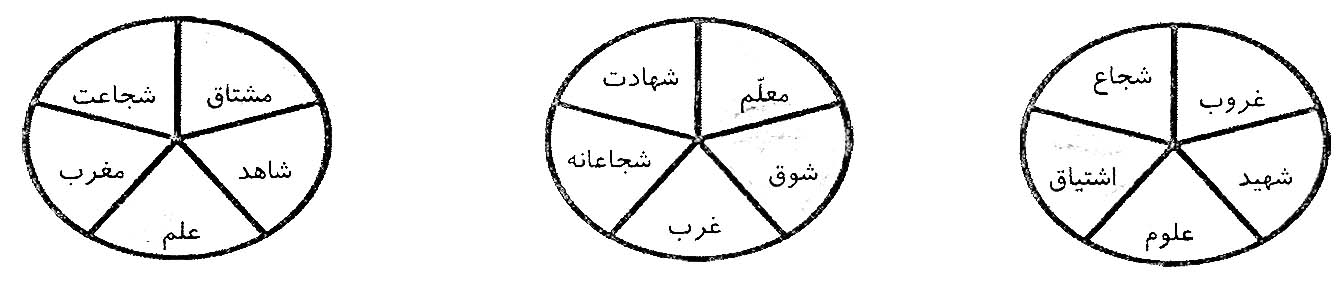 غروب
شجاع
شهید
اشتیاق
علوم
معلّم
شهادت
شوق
شجاعانه
غرب
مشتاق
شجاعت
شاهد
مغرب
علم